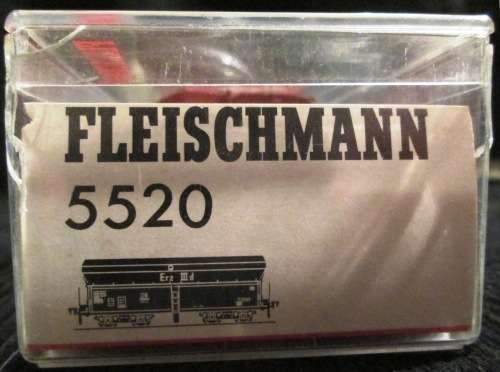 FLEISCHMANN
5520
Erz IIId